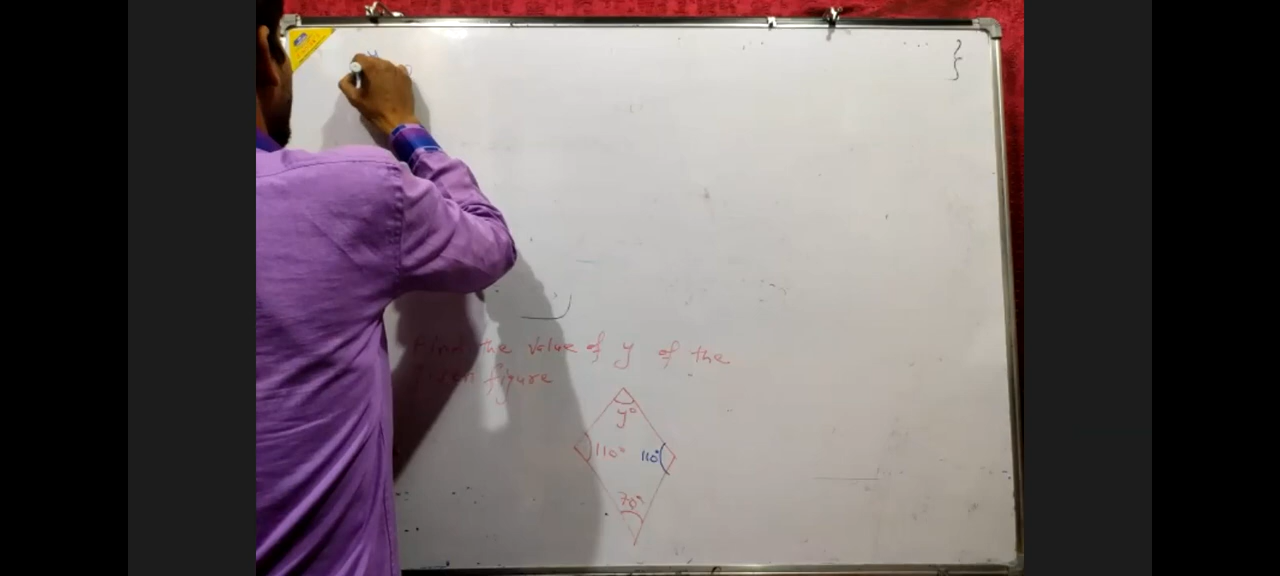 Find the value of y of the
given figure
y°
110° 110°
70°